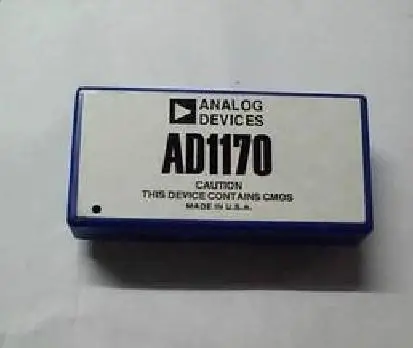 ANALOG
DEVICES
AD1170
CAUTION
THIS DEVICE CONTAINS CMOS
MADE IN U.S.A.